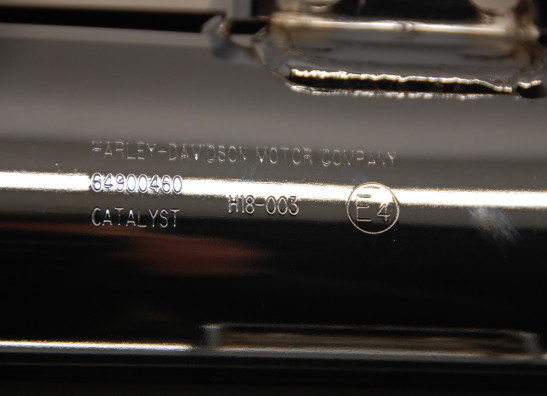 HARLEY-DAVIDSON MOTOR COMPANY
64900460
CATALYST H18-003 E4